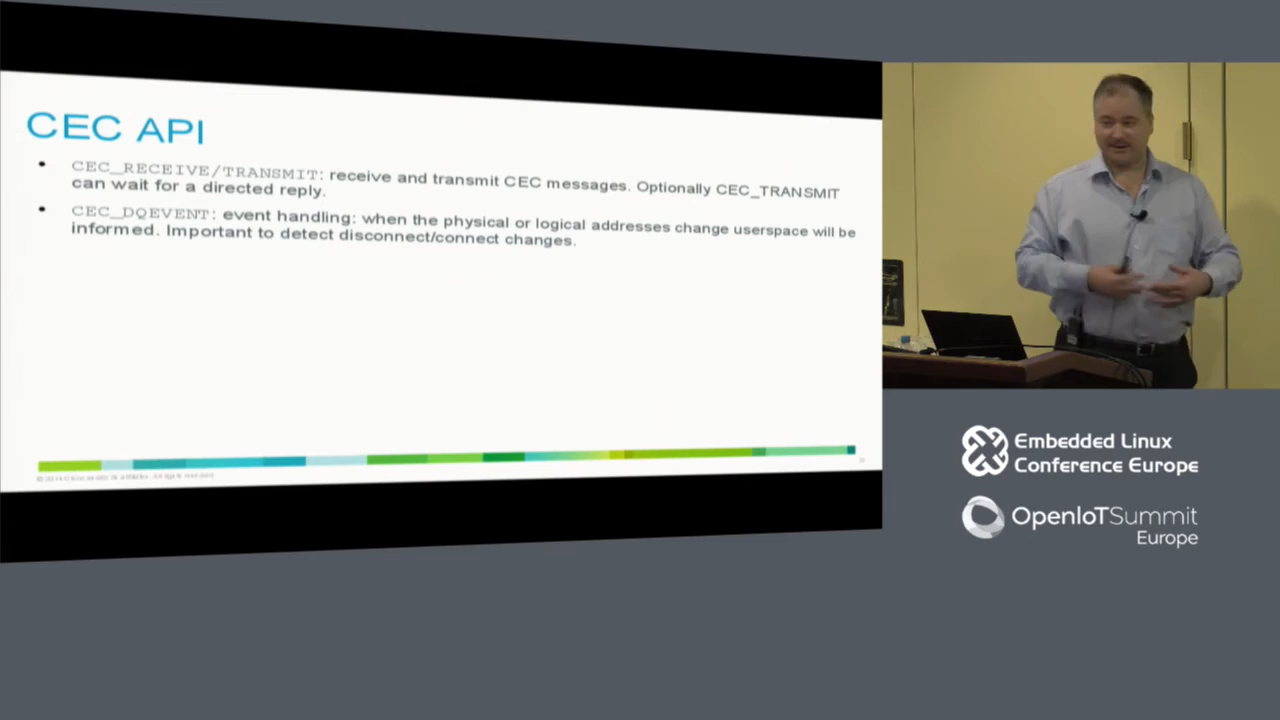 CEC API
• CEC_RECEIVE/TRANSMIT: receive and transmit CEC messages. Optionally CEC_TRANSMIT
can wait for a directed reply.
• CEC_DQEVENT: event handling: when the physical or logical addresses change userspace will be
informed. Important to detect disconnect/connect changes.
Embedded Linux
Conference Europe
OpenIoTSummit
Europe